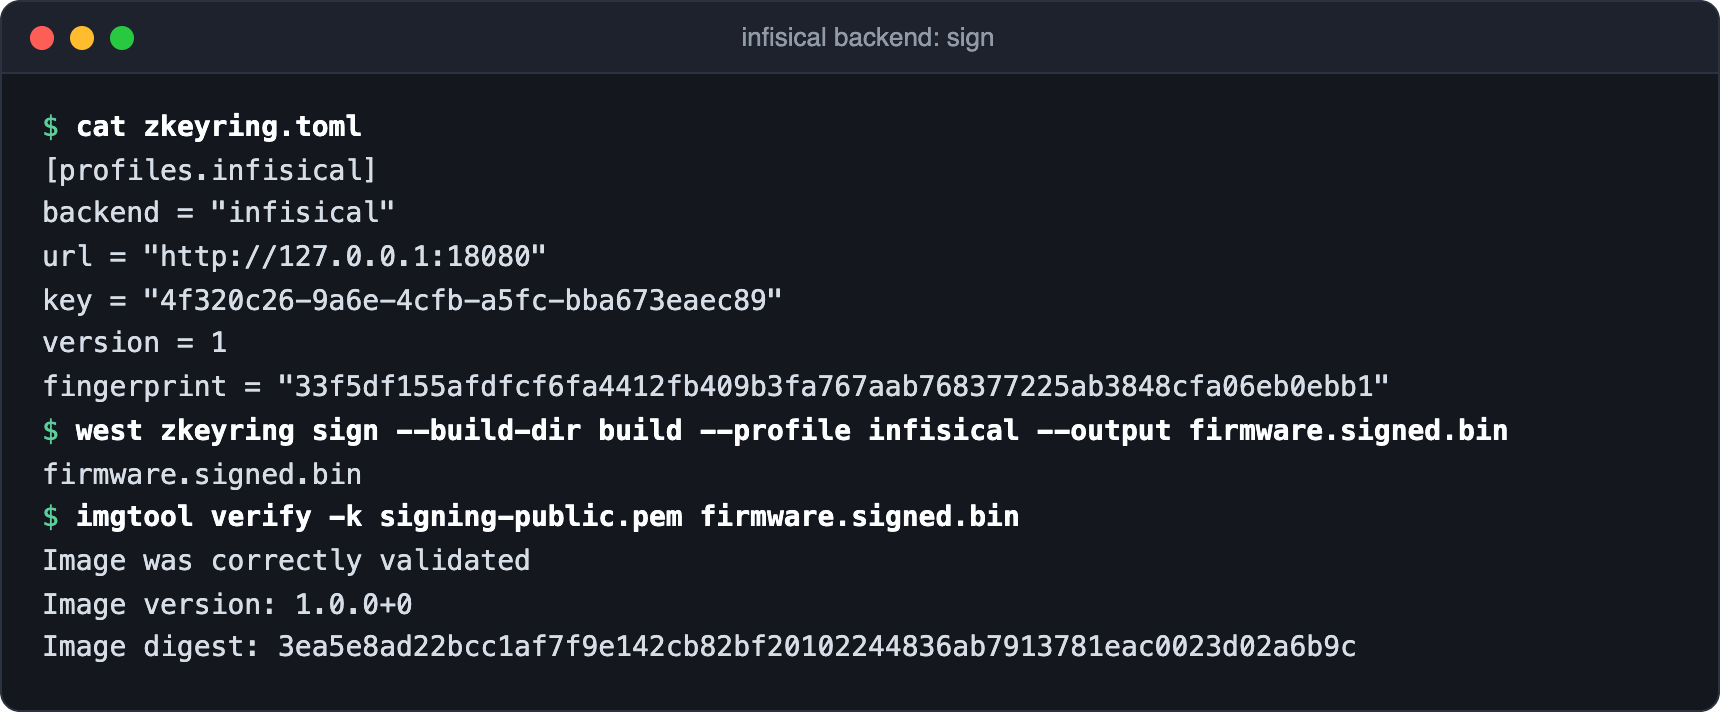 infisical backend: sign
$ cat zkeyring.toml
[profiles.infisical]
backend = "infisical"
url = "http://127.0.0.1:18080"
key = "4f320c26-9a6e-4cfb-a5fc-bba673eaec89"
version = 1
fingerprint = "33f5df155afdfcf6fa4412fb409b3fa767aab768377225ab3848cfa06eb0ebb1"
$ west zkeyring sign --build-dir build --profile infisical --output firmware.signed.bin
firmware.signed.bin
$ imgtool verify -k signing-public.pem firmware.signed.bin
Image was correctly validated
Image version: 1.0.0+0
Image digest: 3ea5e8ad22bcc1af7f9e142cb82bf20102244836ab7913781eac0023d02a6b9c